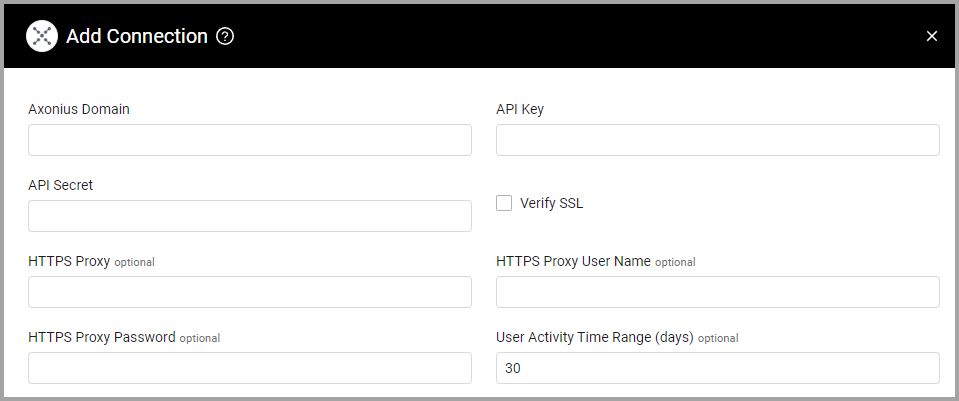 Add Connection ?
Axonius Domain
API Key
API Secret
Verify SSL
HTTPS Proxy optional
HTTPS Proxy User Name optional
HTTPS Proxy Password optional
User Activity Time Range (days) optional
30